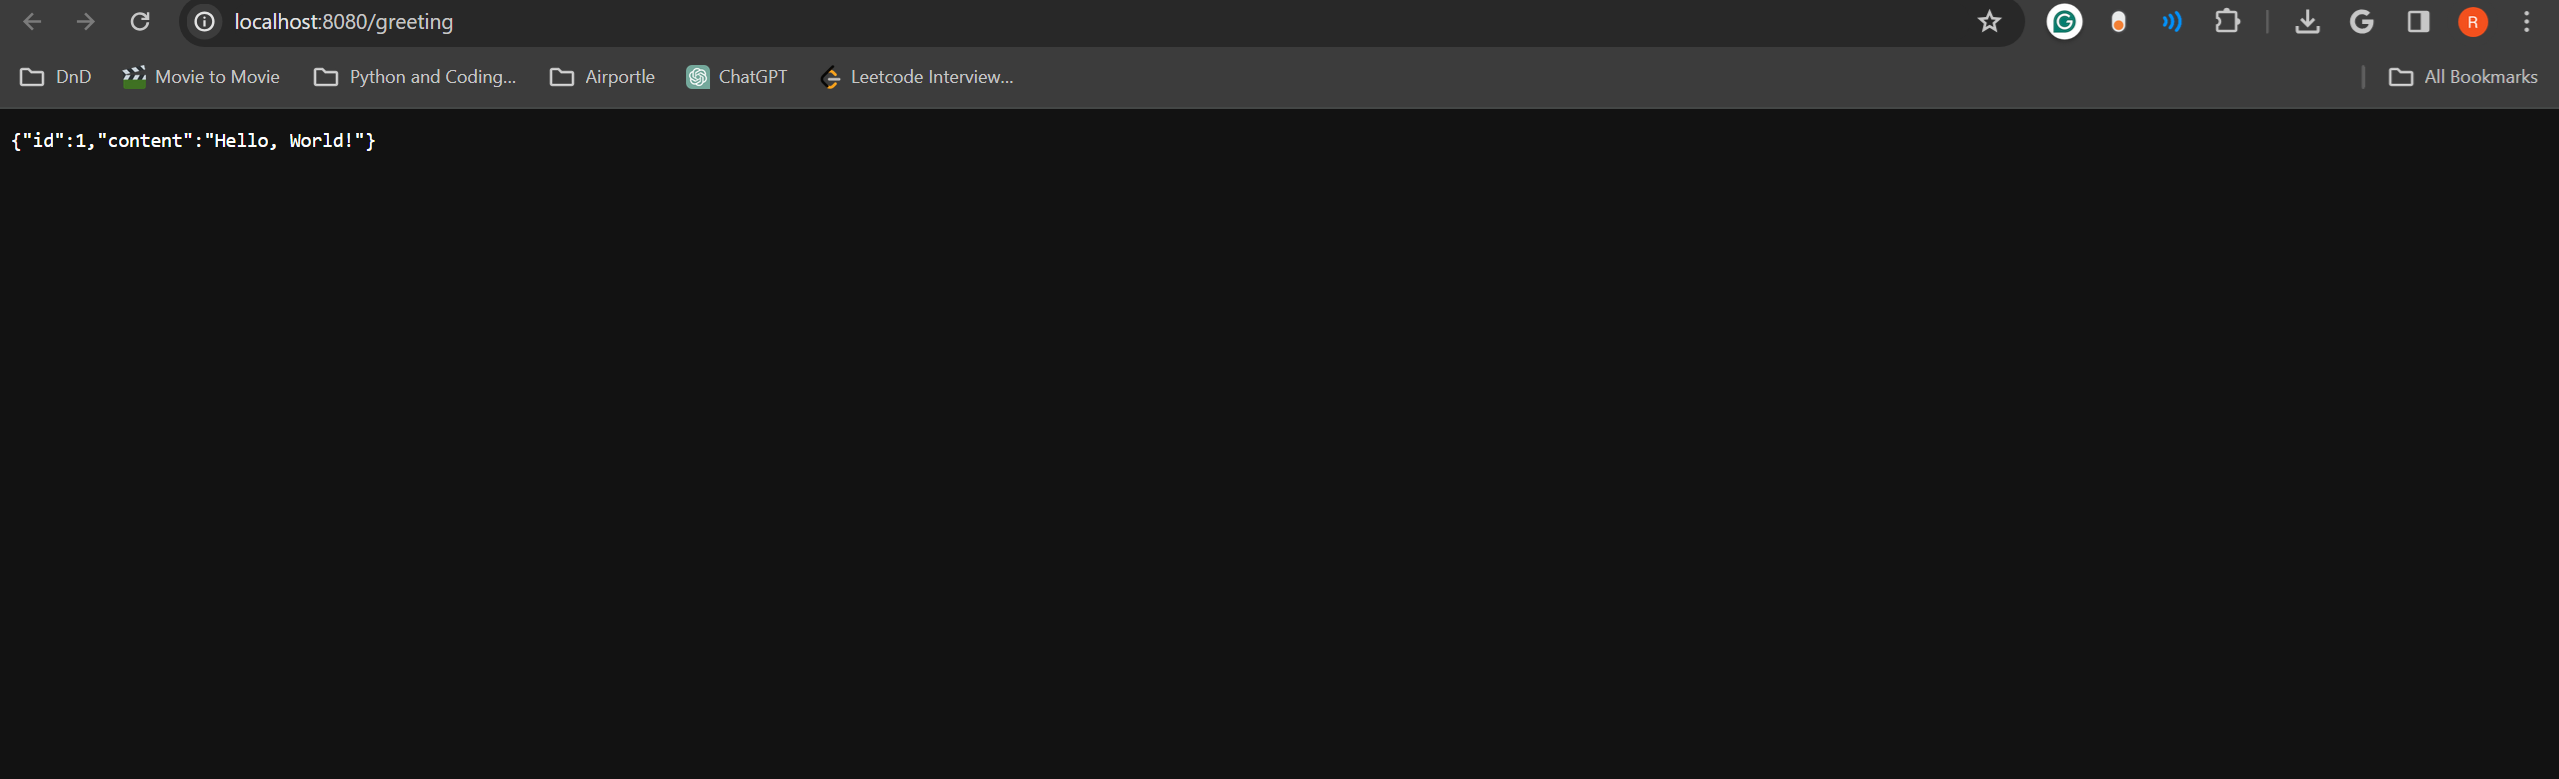 localhost:8080/greeting
R
DnD Movie to Movie Python and Coding... Airportle ChatGPT Leetcode Interview... All Bookmarks
{"id":1,"content":"Hello, World!"}